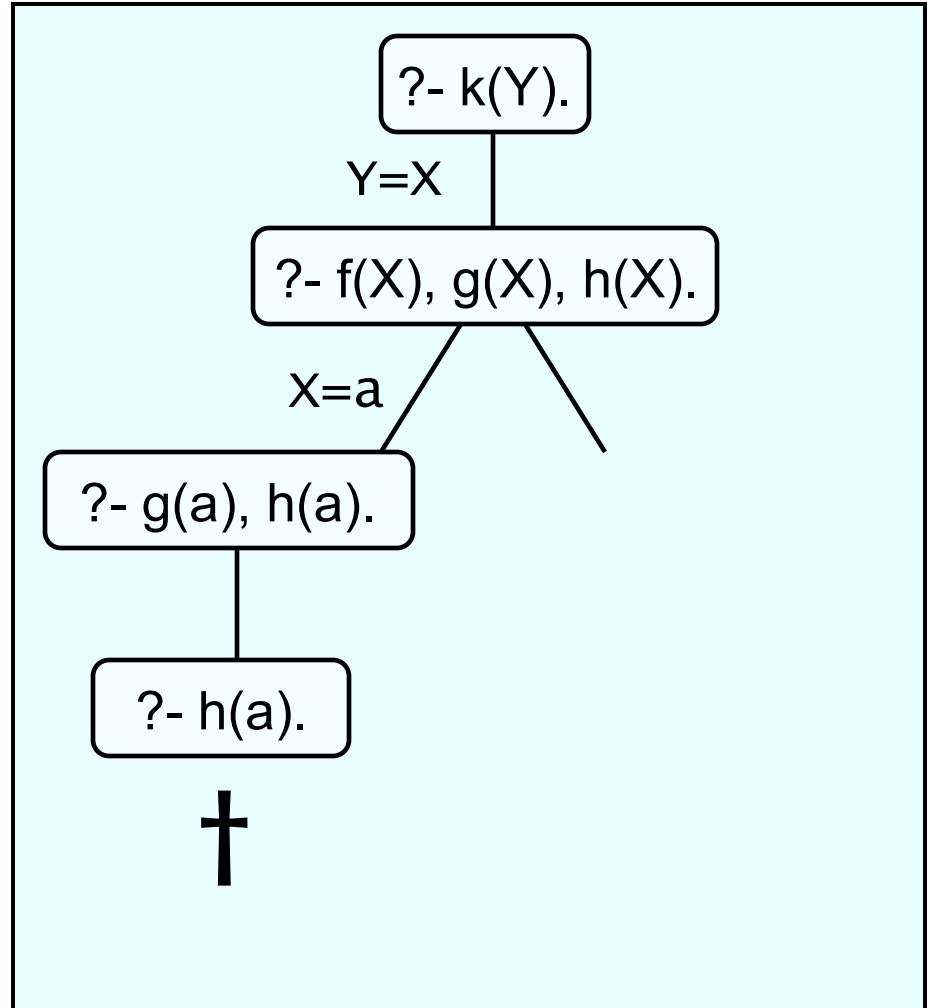 ?- k(Y).
Y=X
?- f(X), g(X), h(X).
X=a
?- g(a), h(a).
?- h(a).
†